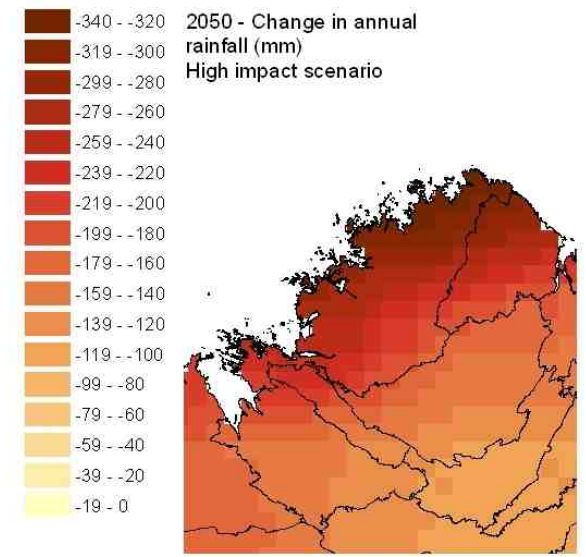 2050 - Change in annual
rainfall (mm)
High impact scenario
-340 - -320
-319 - -300
-299 - -280
-279 - -260
-259 - -240
-239 - -220
-219 - -200
-199 - -180
-179 - -160
-159 - -140
-139 - -120
-119 - -100
-99 - -80
-79 - -60
-59 - -40
-39 - -20
-19 - 0